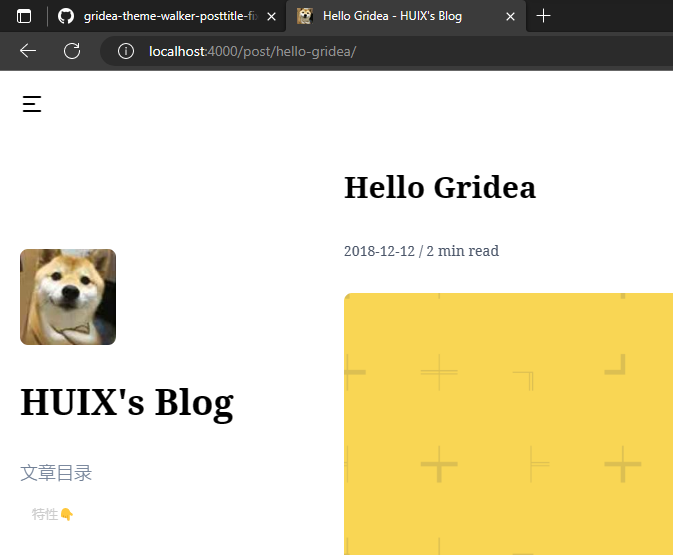 gridea-theme-walker-posttitle-fi
Hello Gridea - HUIX's Blog
localhost:4000/post/hello-gridea/
Hello Gridea
2018-12-12 / 2 min read
HUIX's Blog
文章目录
特性👇